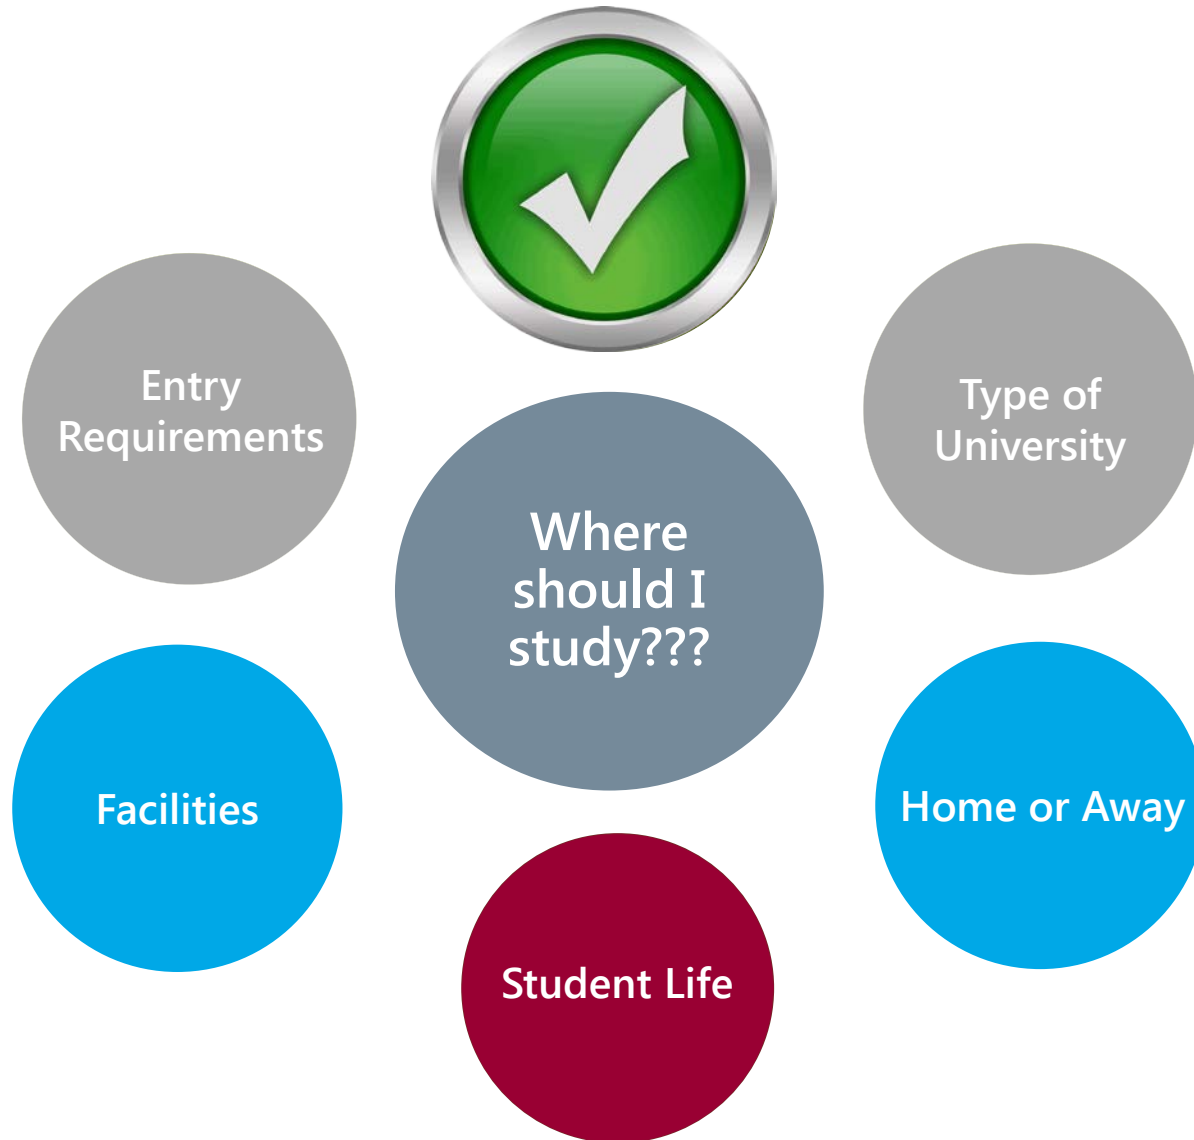 Entry
Requirements
Type of
University
Where
should I
study???
Facilities
Home or Away
Student Life